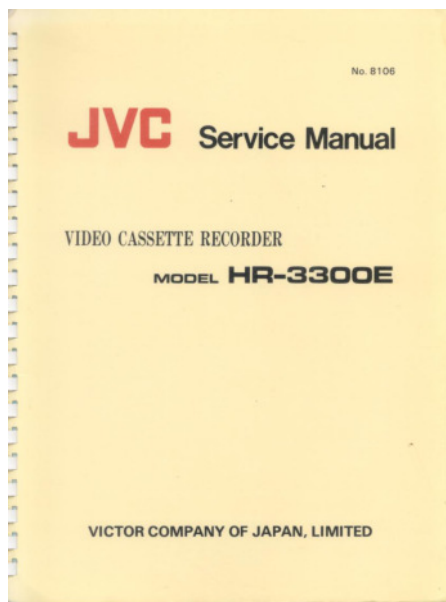 No. 8106
JVC Service Manual
VIDEO CASSETTE RECORDER
MODEL HR-3300E
VICTOR COMPANY OF JAPAN, LIMITED